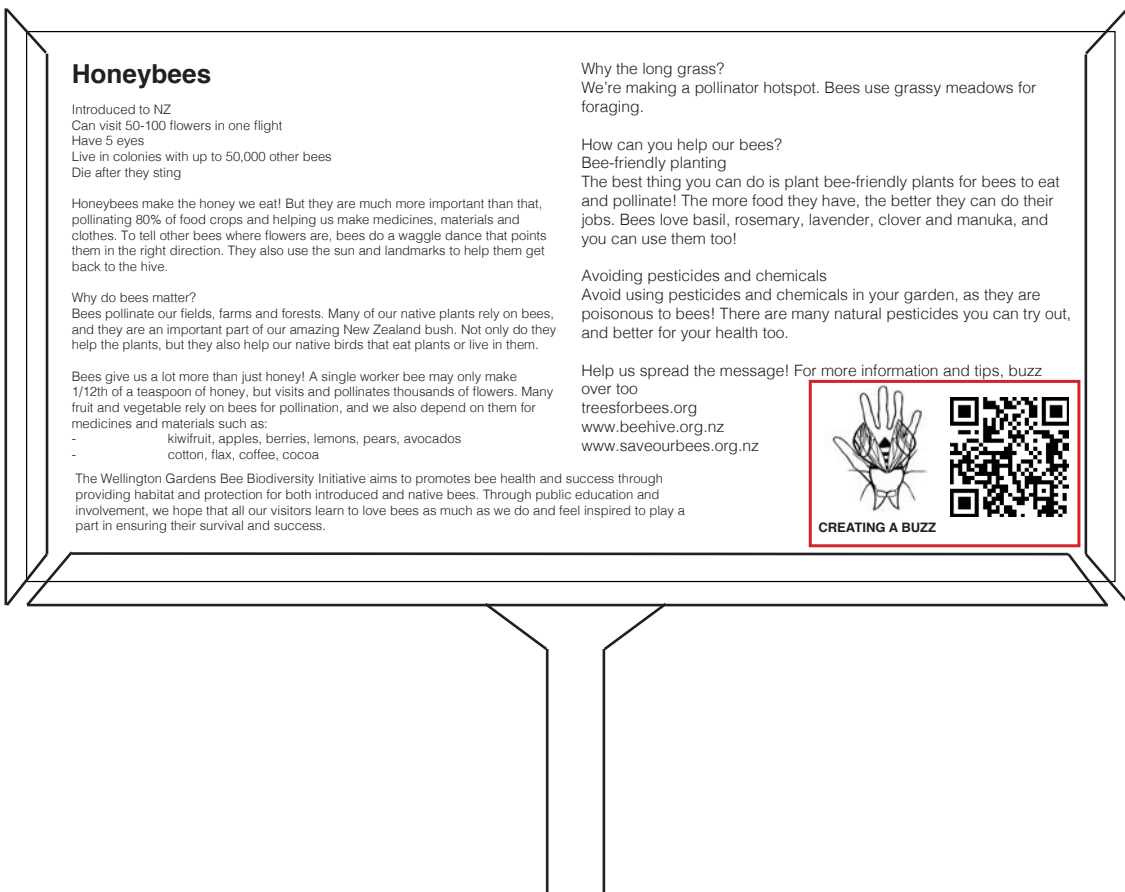 Honeybees
Introduced to NZ
Can visit 50-100 flowers in one flight
Have 5 eyes
Live in colonies with up to 50,000 other bees
Die after they sting
Honeybees make the honey we eat! But they are much more important than that,
pollinating 80% of food crops and helping us make medicines, materials and
clothes. To tell other bees where flowers are, bees do a waggle dance that points
them in the right direction. They also use the sun and landmarks to help them get
back to the hive.
Why do bees matter?
Bees pollinate our fields, farms and forests. Many of our native plants rely on bees,
and they are an important part of our amazing New Zealand bush. Not only do they
help the plants, but they also help our native birds that eat plants or live in them.
Bees give us a lot more than just honey! A single worker bee may only make
1/12th of a teaspoon of honey, but visits and pollinates thousands of flowers. Many
fruit and vegetable rely on bees for pollination, and we also depend on them for
medicines and materials such as:
- kiwifruit, apples, berries, lemons, pears, avocados
- cotton, flax, coffee, cocoa
The Wellington Gardens Bee Biodiversity Initiative aims to promotes bee health and success through
providing habitat and protection for both introduced and native bees. Through public education and
involvement, we hope that all our visitors learn to love bees as much as we do and feel inspired to play a
part in ensuring their survival and success.
Why the long grass?
We're making a pollinator hotspot. Bees use grassy meadows for
foraging.
How can you help our bees?
Bee-friendly planting
The best thing you can do is plant bee-friendly plants for bees to eat
and pollinate! The more food they have, the better they can do their
jobs. Bees love basil, rosemary, lavender, clover and manuka, and
you can use them too!
Avoiding pesticides and chemicals
Avoid using pesticides and chemicals in your garden, as they are
poisonous to bees! There are many natural pesticides you can try out,
and better for your health too.
Help us spread the message! For more information and tips, buzz
over too
treesforbees.org
www.beehive.org.nz
www.saveourbees.org.nz
CREATING A BUZZ